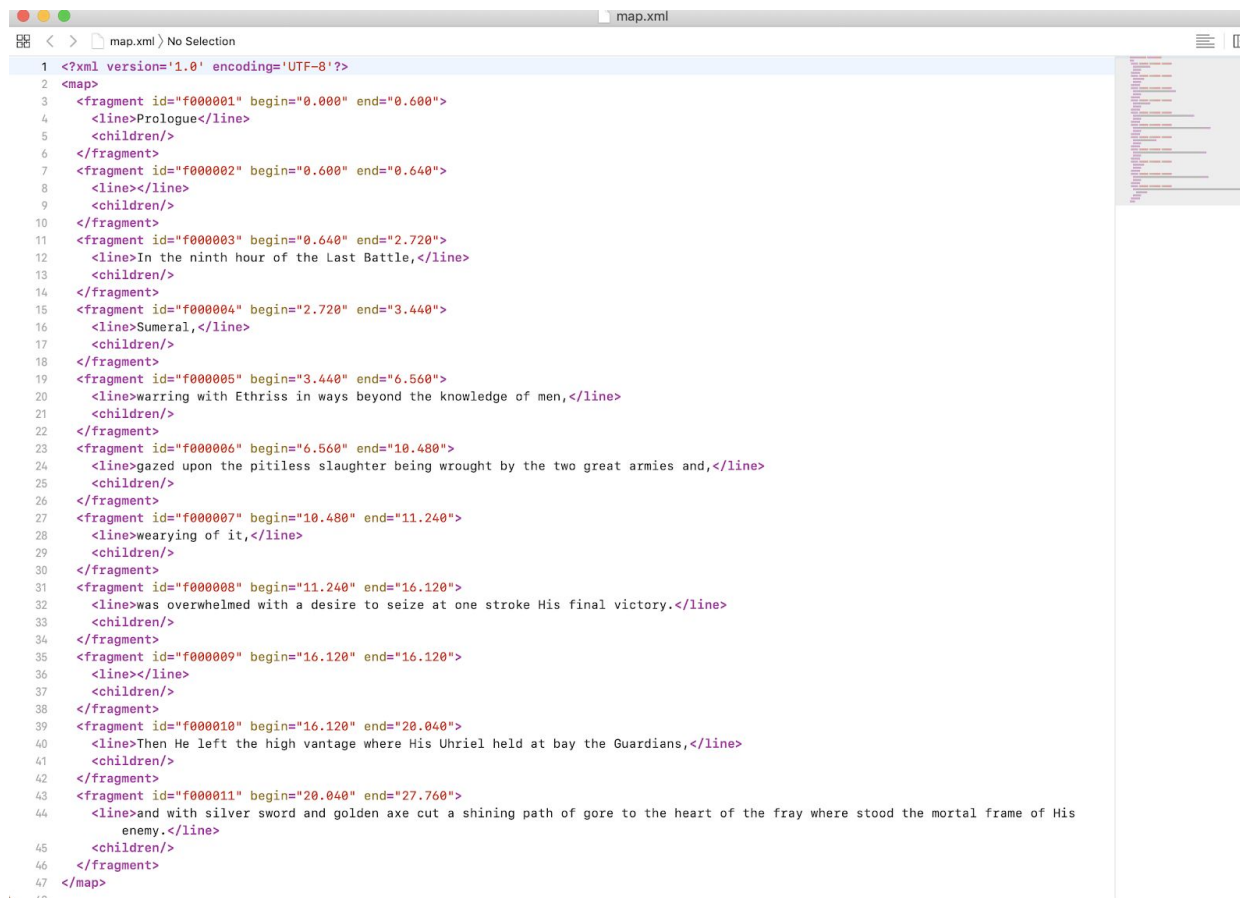 map.xml
map.xml 〉 No Selection
1 <?xml version='1.0' encoding='UTF-8'?>
2 <map>
3   <fragment id="f000001" begin="0.000" end="0.600">
4     <line>Prologue</line>
5     <children/>
6   </fragment>
7   <fragment id="f000002" begin="0.600" end="0.640">
8     <line></line>
9     <children/>
10   </fragment>
11   <fragment id="f000003" begin="0.640" end="2.720">
12     <line>In the ninth hour of the Last Battle,</line>
13     <children/>
14   </fragment>
15   <fragment id="f000004" begin="2.720" end="3.440">
16     <line>Sumeral,</line>
17     <children/>
18   </fragment>
19   <fragment id="f000005" begin="3.440" end="6.560">
20     <line>warring with Ethriss in ways beyond the knowledge of men,</line>
21     <children/>
22   </fragment>
23   <fragment id="f000006" begin="6.560" end="10.480">
24     <line>gazed upon the pitiless slaughter being wrought by the two great armies and,</line>
25     <children/>
26   </fragment>
27   <fragment id="f000007" begin="10.480" end="11.240">
28     <line>wearying of it,</line>
29     <children/>
30   </fragment>
31   <fragment id="f000008" begin="11.240" end="16.120">
32     <line>was overwhelmed with a desire to seize at one stroke His final victory.</line>
33     <children/>
34   </fragment>
35   <fragment id="f000009" begin="16.120" end="16.120">
36     <line></line>
37     <children/>
38   </fragment>
39   <fragment id="f000010" begin="16.120" end="20.040">
40     <line>Then He left the high vantage where His Uhriel held at bay the Guardians,</line>
41     <children/>
42   </fragment>
43   <fragment id="f000011" begin="20.040" end="27.760">
44     <line>and with silver sword and golden axe cut a shining path of gore to the heart of the fray where stood the mortal frame of His
enemy.</line>
45     <children/>
46   </fragment>
47 </map>